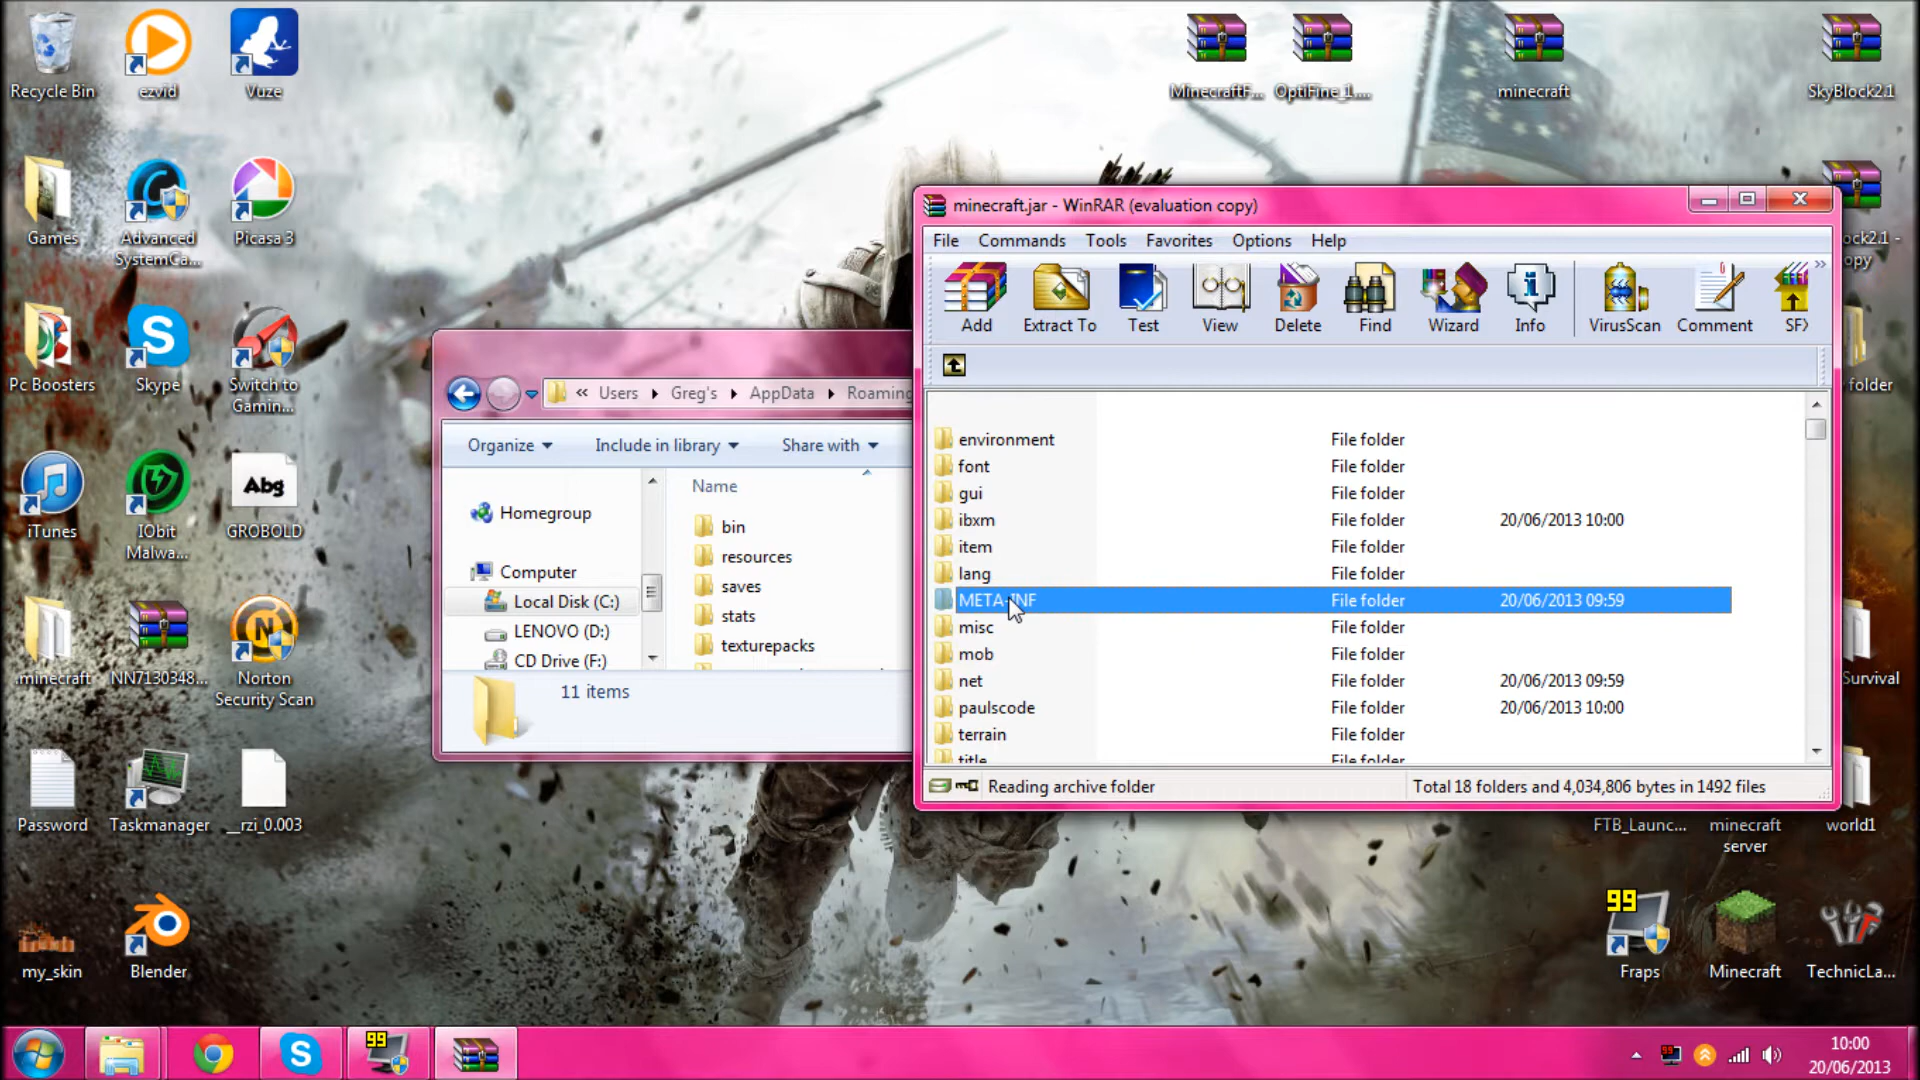 Recycle Bin
ezvid
Vuze
MinecraftF...
OptiFine_1....
minecraft
SkyBlock2.1
Games
Advanced
SystemCa...
Picasa 3
ock2.1 -
opy
Pc Boosters
Skype
Switch to
Gamin...
folder
iTunes
IObit
Malwa...
Abg
GROBOLD
.minecraft
NN7130348...
Norton
Security Scan
Survival
Password
Taskmanager
__rzi_0.003
FTB_Launc...
minecraft
server
world1
my_skin
Blender
99
Fraps
Minecraft
TechnicLa...
« Users
Greg's
AppData
Roaming
Organize
Include in library
Share with
Name
Homegroup
Computer
Local Disk (C:)
LENOVO (D:)
CD Drive (F:)
bin
resources
saves
stats
texturepacks
11 items
minecraft.jar - WinRAR (evaluation copy)
File Commands Tools Favorites Options Help
Add Extract To Test View Delete Find Wizard Info VirusScan Comment SF
environment File folder
font File folder
gui File folder
ibxm File folder 20/06/2013 10:00
item File folder
lang File folder
META-INF File folder 20/06/2013 09:59
misc File folder
mob File folder
net File folder 20/06/2013 09:59
paulscode File folder 20/06/2013 10:00
terrain File folder
title File folder
Reading archive folder
Total 18 folders and 4,034,806 bytes in 1492 files
99
10:00
20/06/2013